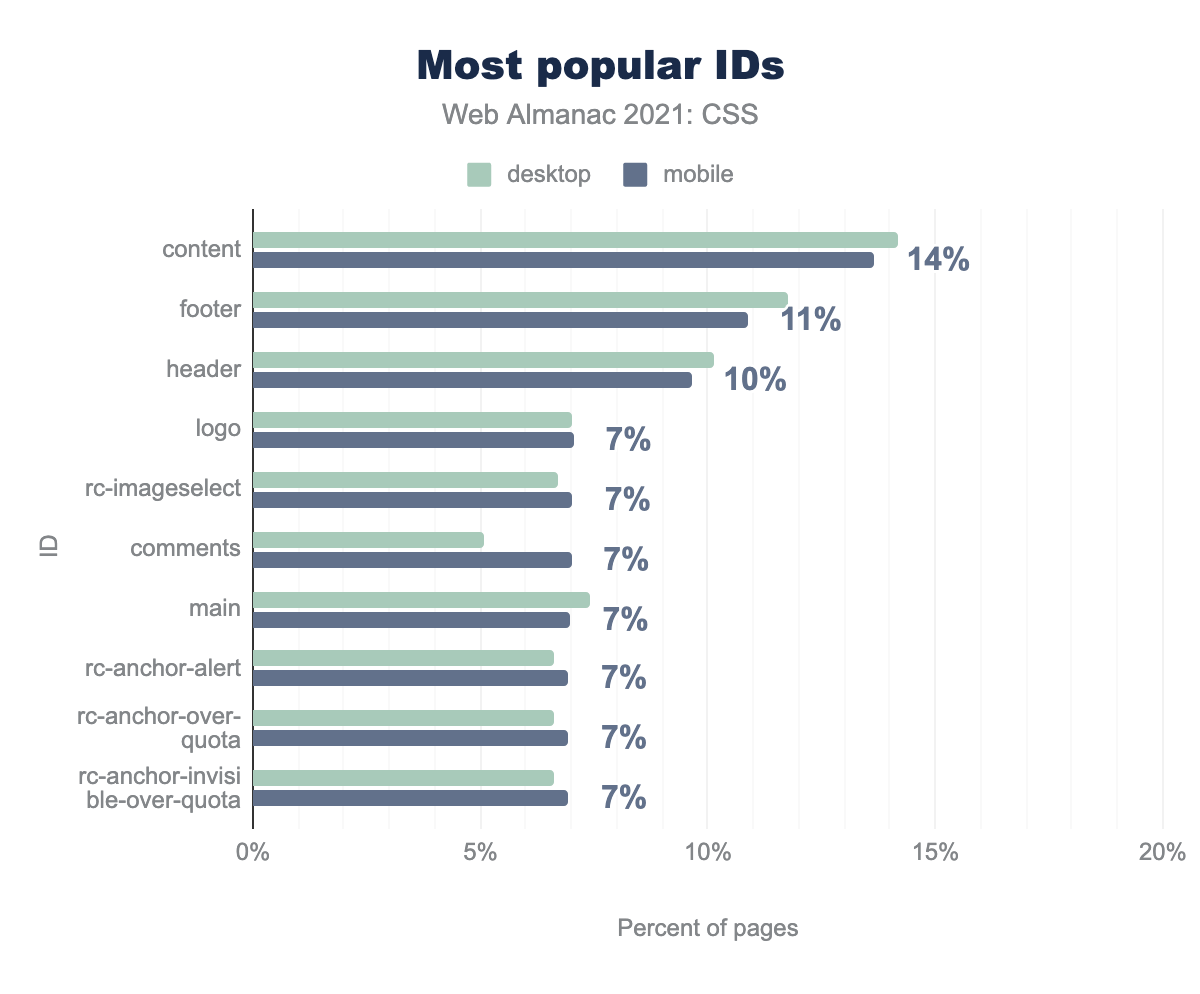 Most popular IDs
Web Almanac 2021: CSS
desktop
mobile
content
14%
footer
11%
header
10%
logo
7%
rc-imageselect
7%
comments
7%
main
7%
rc-anchor-alert
7%
rc-anchor-over-
quota
7%
rc-anchor-invisi
ble-over-quota
7%
ID
0% 5% 10% 15% 20%
Percent of pages